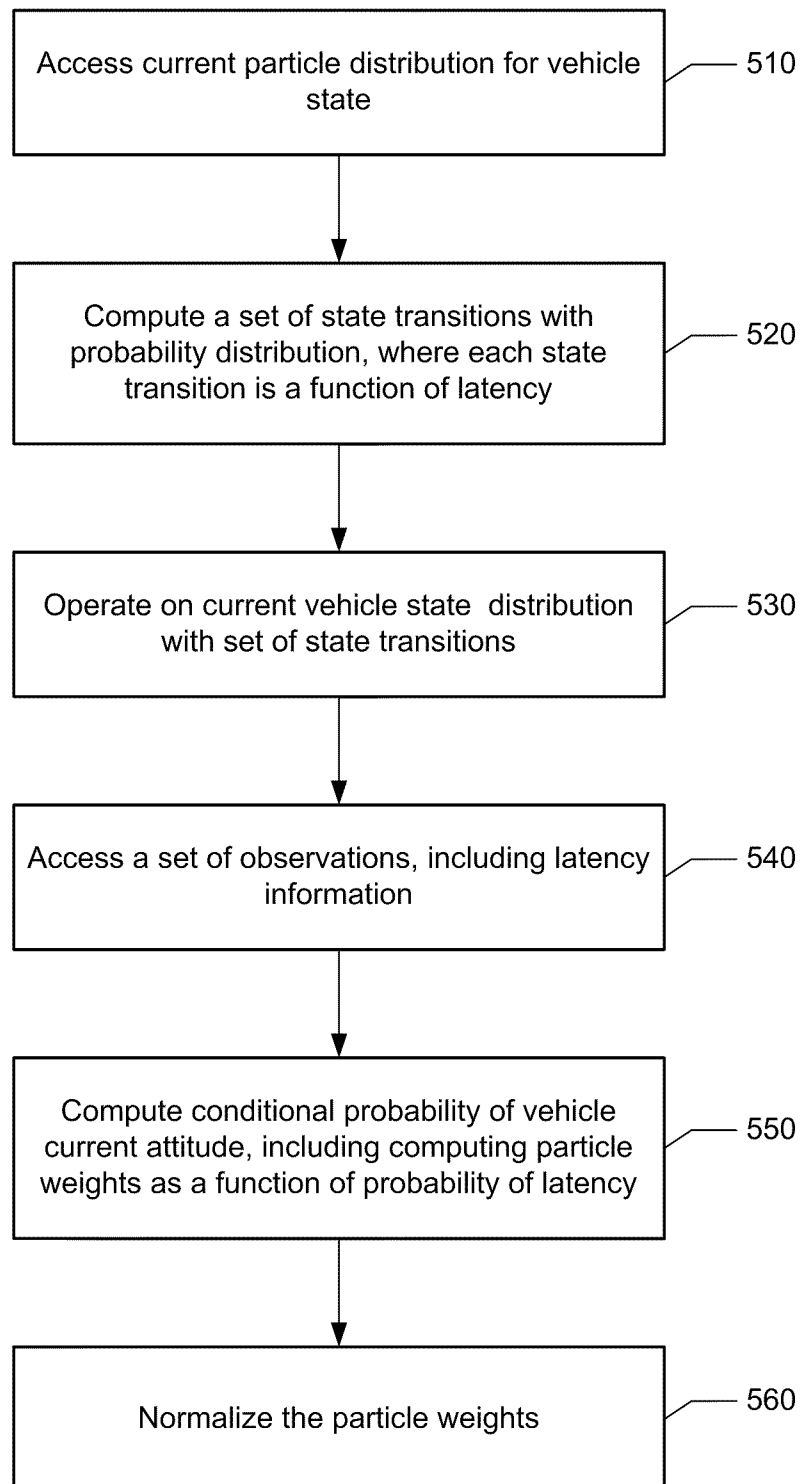 Access current particle distribution for vehicle
state
510
Compute a set of state transitions with
probability distribution, where each state
transition is a function of latency
520
Operate on current vehicle state  distribution
with set of state transitions
530
Access a set of observations, including latency
information
540
Compute conditional probability of vehicle
current attitude, including computing particle
weights as a function of probability of latency
550
Normalize the particle weights
560